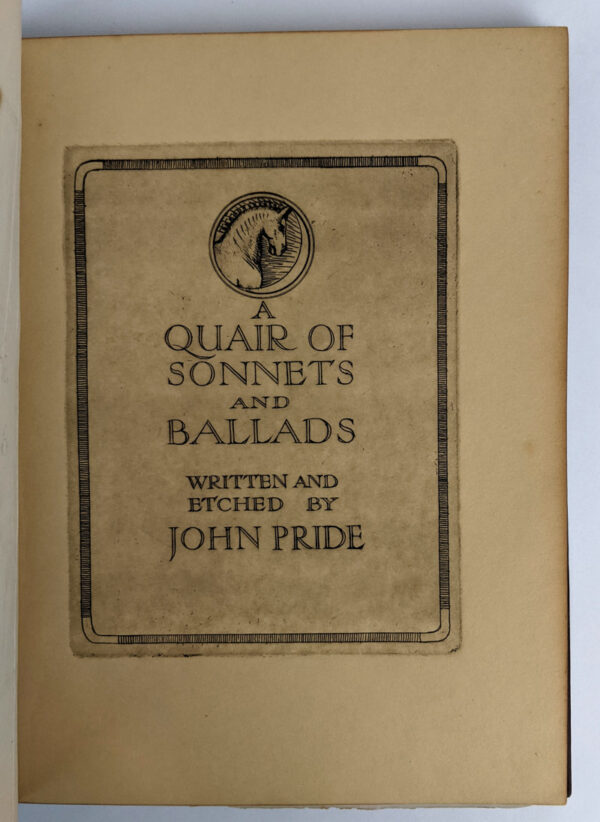 A
QUAIR OF
SONNETS
AND
BALLADS
WRITTEN AND
ETCHED BY
JOHN PRIDE